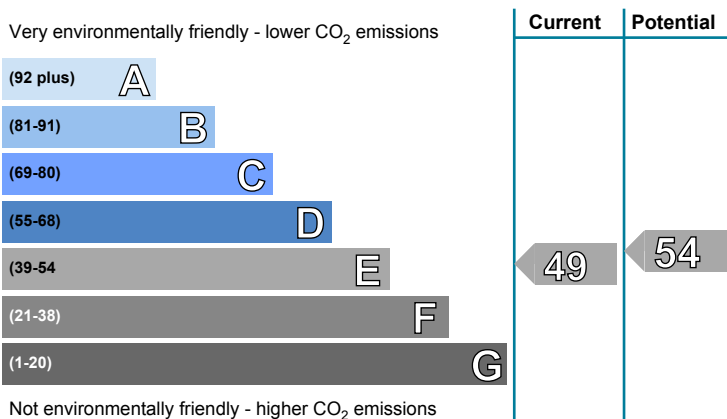 Current Potential
Very environmentally friendly - lower CO2 emissions
(92 plus) A
(81-91) B
(69-80) C
(55-68) D
(39-54 E
49
54
(21-38) F
(1-20) G
Not environmentally friendly - higher CO2 emissions